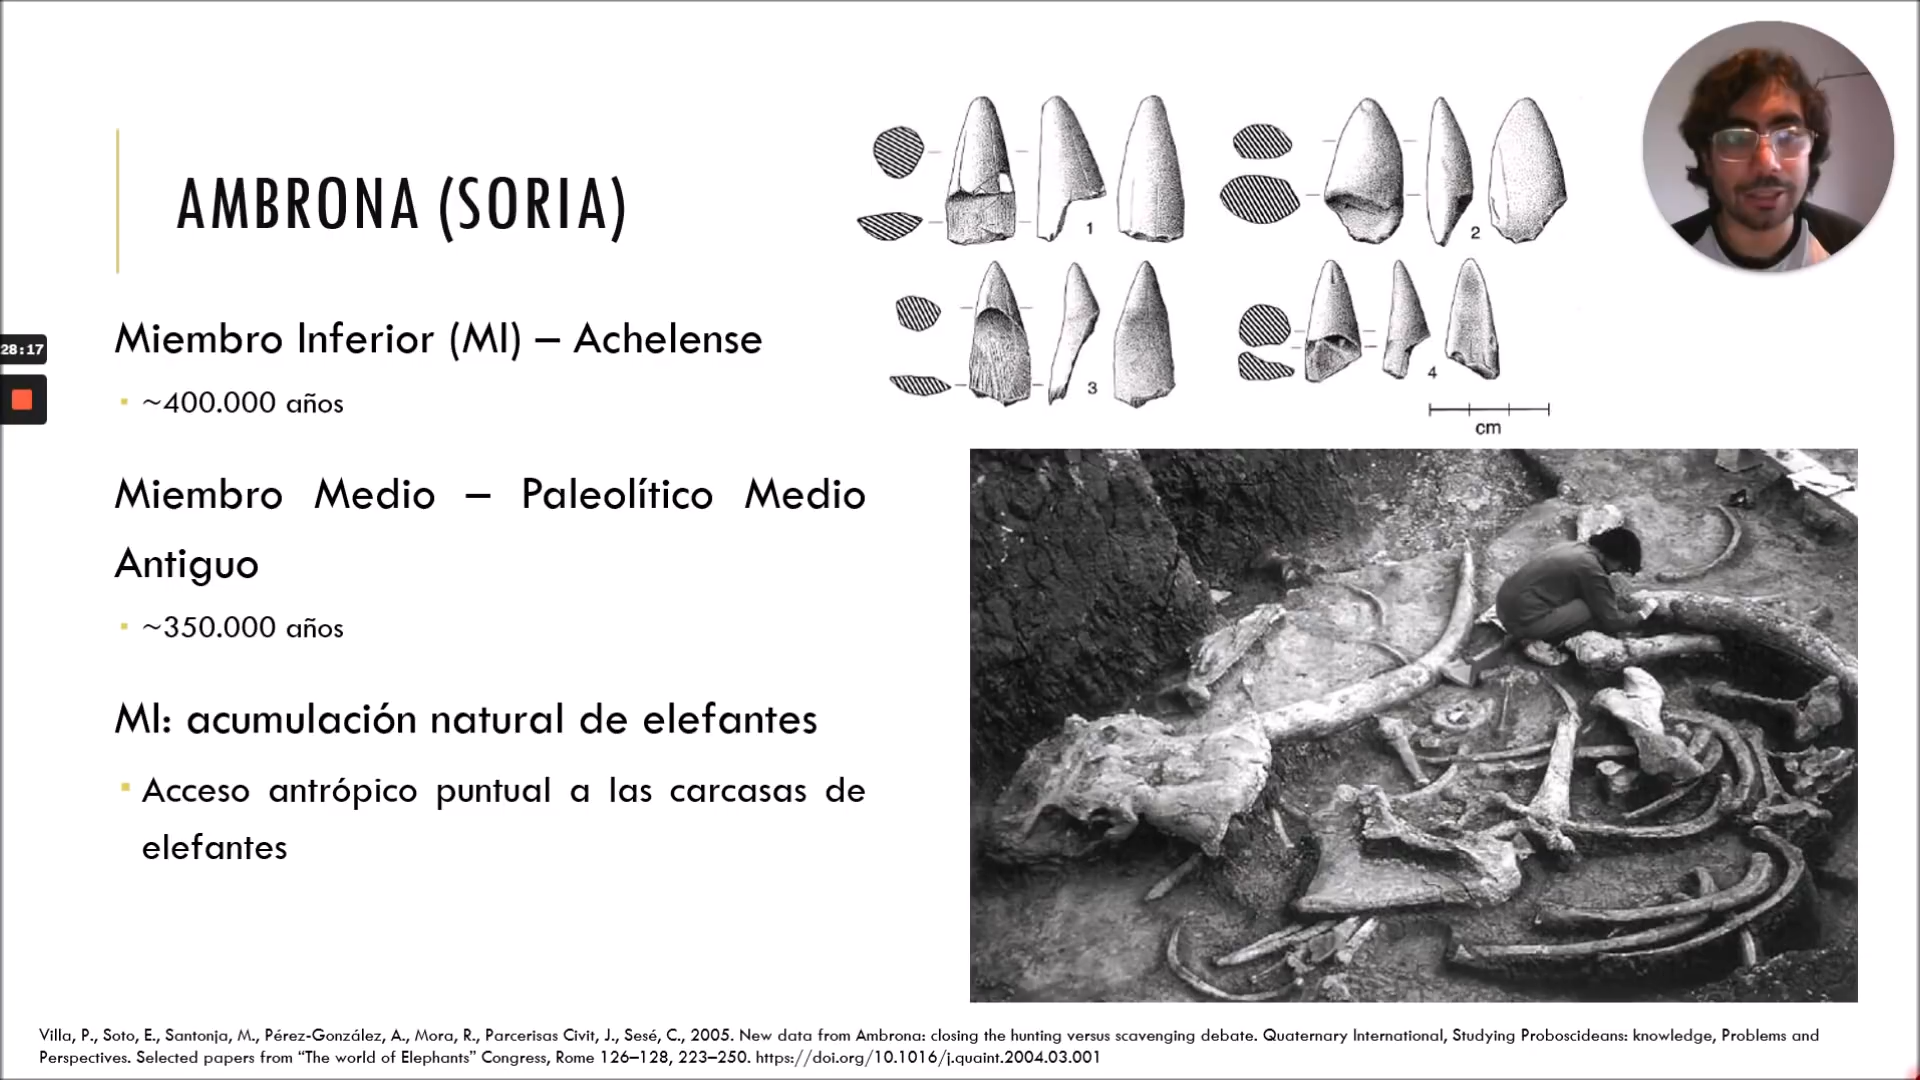 AMBRONA (SORIA)
Miembro Inferior (MI) – Achelense
~400.000 años
Miembro Medio – Paleolítico Medio
Antiguo
~350.000 años
MI: acumulación natural de elefantes
Acceso antrópico puntual a las carcasas de
elefantes
28:17
1
2
3
4
cm
Villa, P., Soto, E., Santonja, M., Pérez-González, A., Mora, R., Parcerisas Civit, J., Sesé, C., 2005. New data from Ambrona: closing the hunting versus scavenging debate. Quaternary International, Studying Proboscideans: knowledge, Problems and
Perspectives. Selected papers from “The world of Elephants” Congress, Rome 126–128, 223–250. https://doi.org/10.1016/j.quaint.2004.03.001